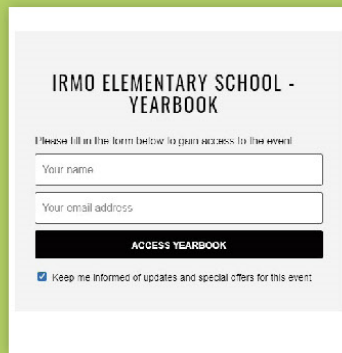 IRMO ELEMENTARY SCHOOL -
YEARBOOK
Please fill in the form below to gain access to the event
Your name
Your email address
ACCESS YEARBOOK
Keep me informed of updates and special offers for this event